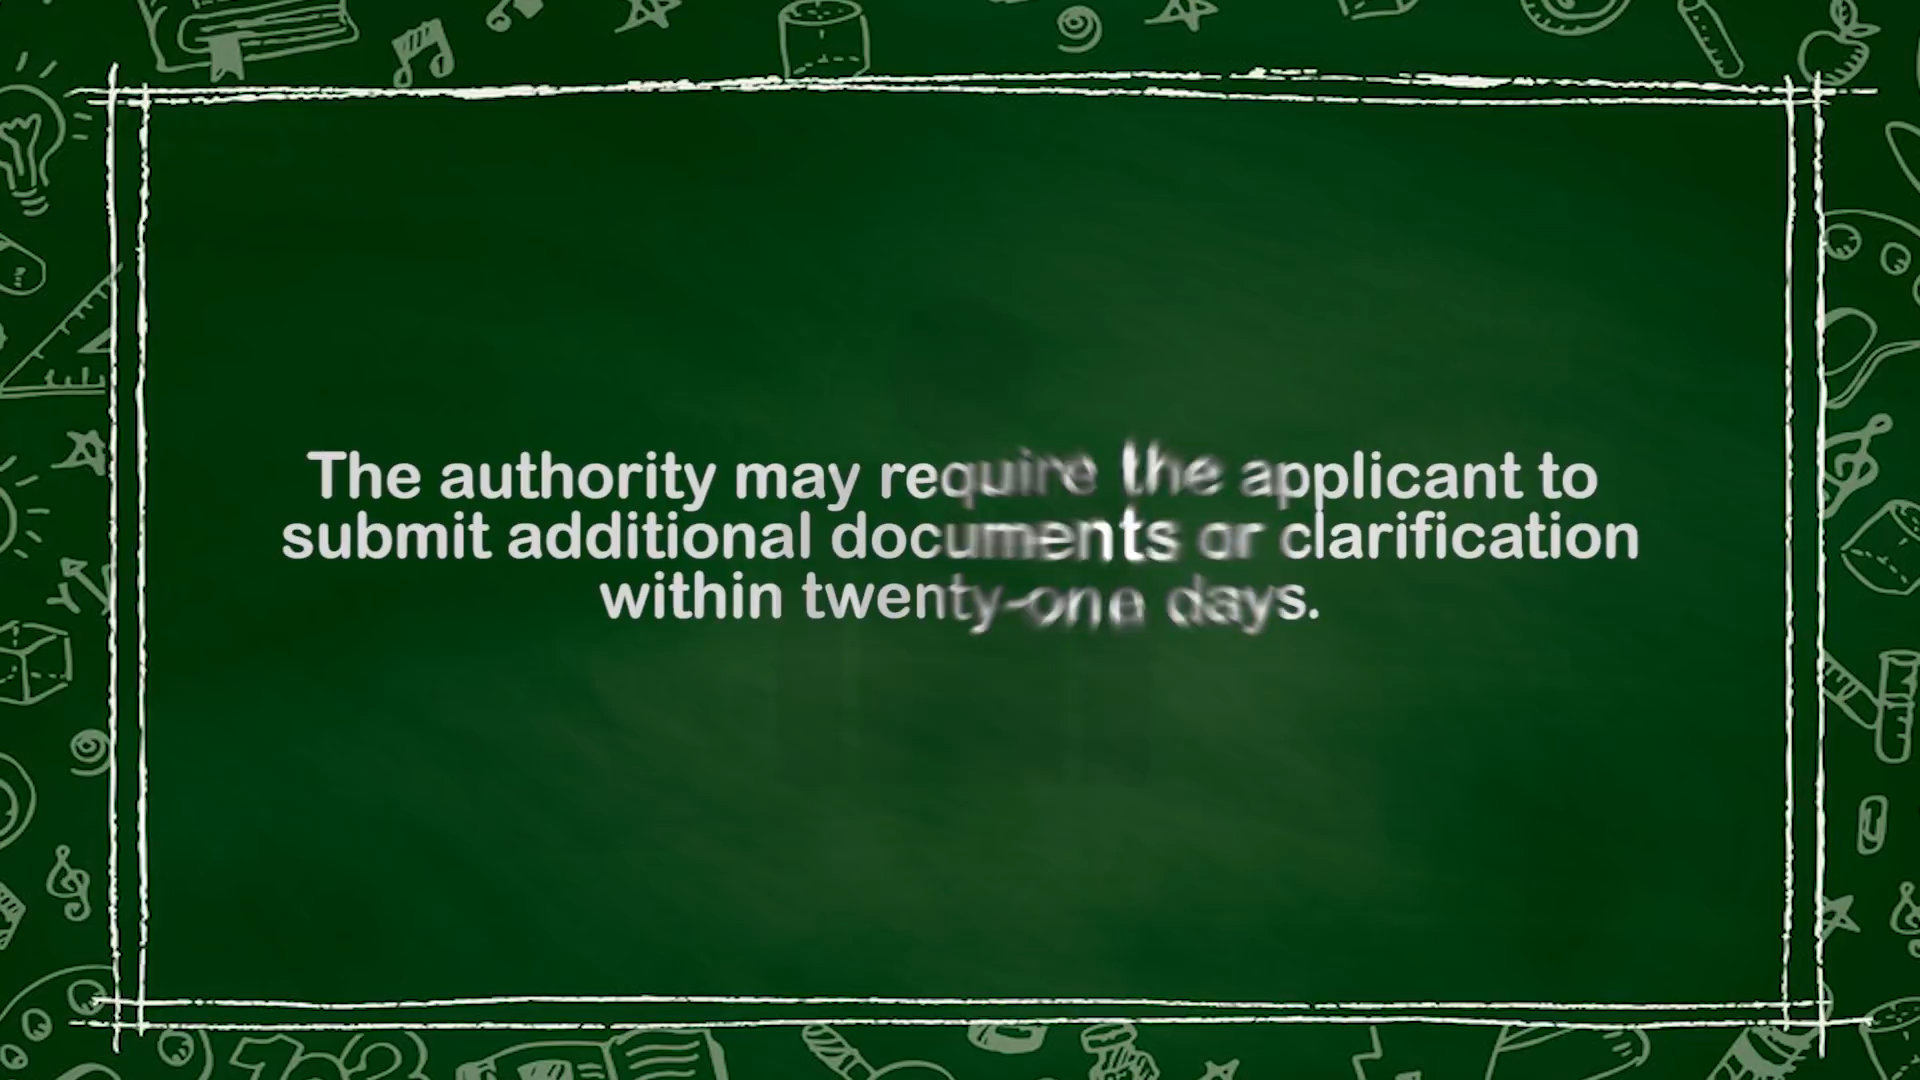 The authority may require the applicant to
submit additional documents or clarification
within twenty-one days.